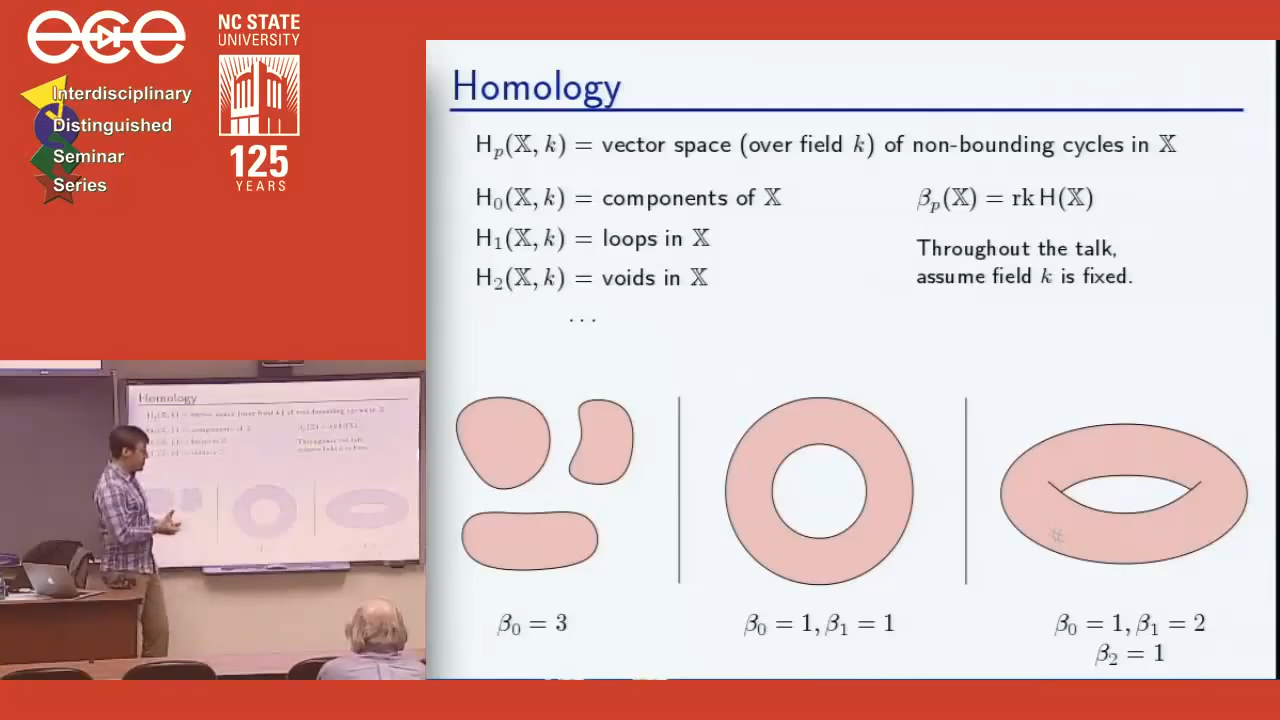 ece
NC STATE
UNIVERSITY
Interdisciplinary
Distinguished
Seminar
Series
125
YEARS
Homology
Hₚ(𝕏, k) = vector space (over field k) of non-bounding cycles in 𝕏
H₀(𝕏, k) = components of 𝕏
βₚ(𝕏) = rk H(𝕏)
H₁(𝕏, k) = loops in 𝕏
Throughout the talk,
assume field k is fixed.
H₂(𝕏, k) = voids in 𝕏
...
β₀ = 3
β₀ = 1, β₁ = 1
β₀ = 1, β₁ = 2
β₂ = 1
Homology